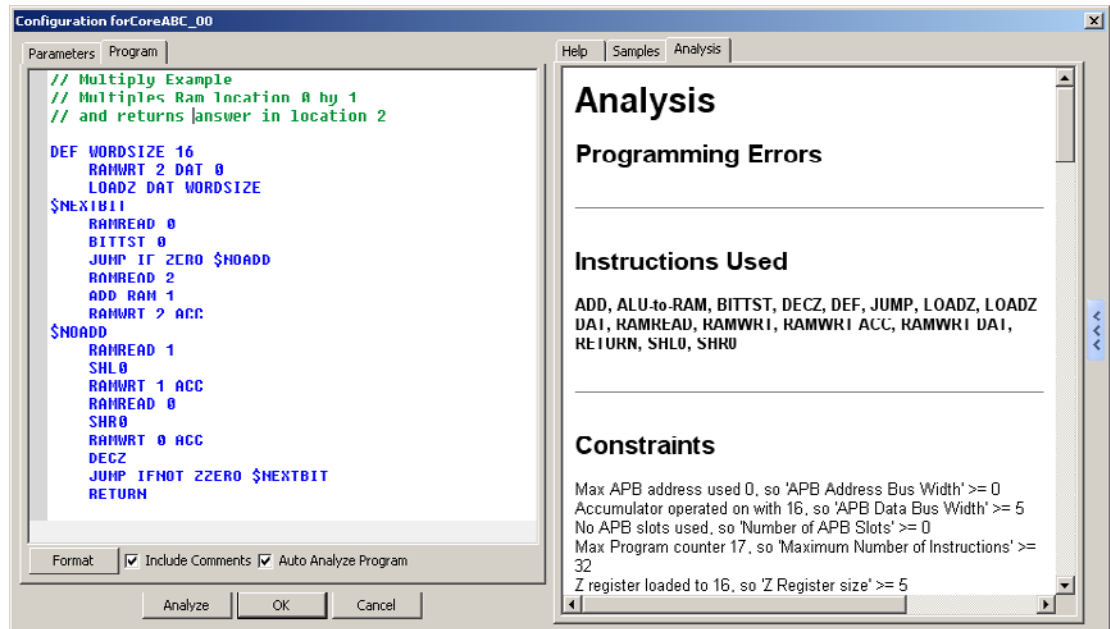 Configuration forCoreABC_00
Parameters Program
// Multiply Example
// Multiples Ram location 0 by 1
// and returns answer in location 2
DEF WORDSIZE 16
RAMWRT 2 DAT 0
LOADZ DAT WORDSIZE
$NEXTBIT
RAMREAD 0
BITTST 0
JUMP IF ZERO $NOADD
RAMREAD 2
ADD RAM 1
RAMWRT 2 ACC
$NOADD
RAMREAD 1
SHL0
RAMWRT 1 ACC
RAMREAD 0
SHR0
RAMWRT 0 ACC
DECZ
JUMP IFNOT ZZERO $NEXTBIT
RETURN
Format Include Comments Auto Analyze Program
Analyze OK Cancel
Help Samples Analysis
Analysis
Programming Errors
Instructions Used
ADD, ALU-to-RAM, BITTST, DECZ, DEF, JUMP, LOADZ, LOADZ
DAT, RAMREAD, RAMWRT, RAMWRT ACC, RAMWRT DAT,
RETURN, SHL0, SHR0
Constraints
Max APB address used 0, so 'APB Address Bus Width' >= 0
Accumulator operated on with 16, so 'APB Data Bus Width' >= 5
No APB slots used, so 'Number of APB Slots' >= 0
Max Program counter 17, so 'Maximum Number of Instructions' >=
32
Z register loaded to 16, so 'Z Register size' >= 5